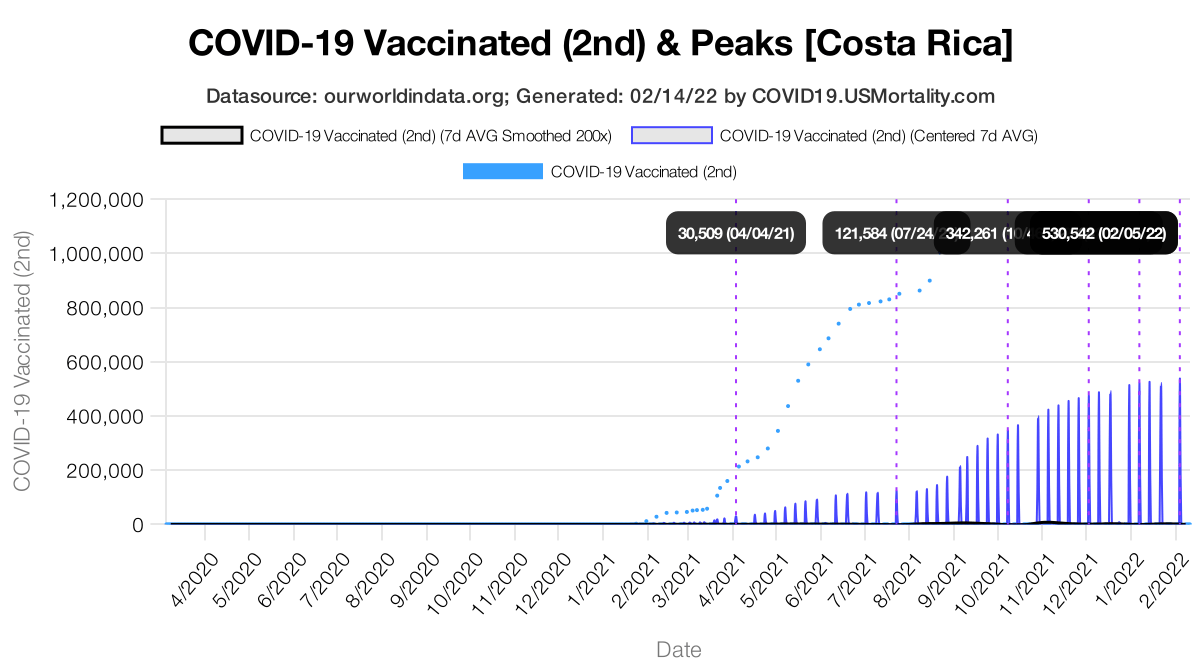 COVID-19 Vaccinated (2nd) & Peaks [Costa Rica]
Datasource: ourworldindata.org; Generated: 02/14/22 by COVID19.USMortality.com
COVID-19 Vaccinated (2nd) (7d AVG Smoothed 200x) COVID-19 Vaccinated (2nd) (Centered 7d AVG)
COVID-19 Vaccinated (2nd)
1,200,000
30,509 (04/04/21) 121,584 (07/24/ 342,261 530,542 (02/05/22)
1,000,000
800,000
600,000
400,000
200,000
0
COVID-19 Vaccinated (2nd)
4/2020 5/2020 6/2020 7/2020 8/2020 9/2020 10/2020 11/2020 12/2020 1/2021 2/2021 3/2021 4/2021 5/2021 6/2021 7/2021 8/2021 9/2021 10/2021 11/2021 12/2021 1/2022 2/2022
Date